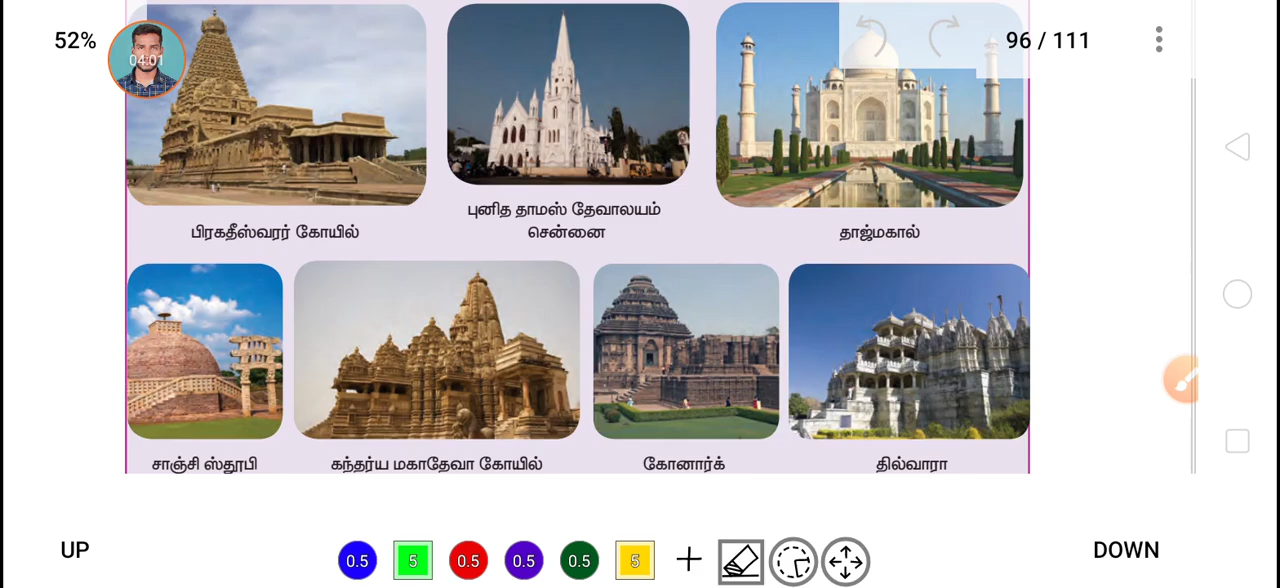 52%
04:01
96 / 111
பிரகதீஸ்வரர் கோயில்
புனித தாமஸ் தேவாலயம்
சென்னை
தாஜ்மகால்
சாஞ்சி ஸ்தூபி
கந்தர்ய மகாதேவா கோயில்
கோனார்க்
தில்வாரா
UP
0.5 5 0.5 0.5 0.5 5
DOWN